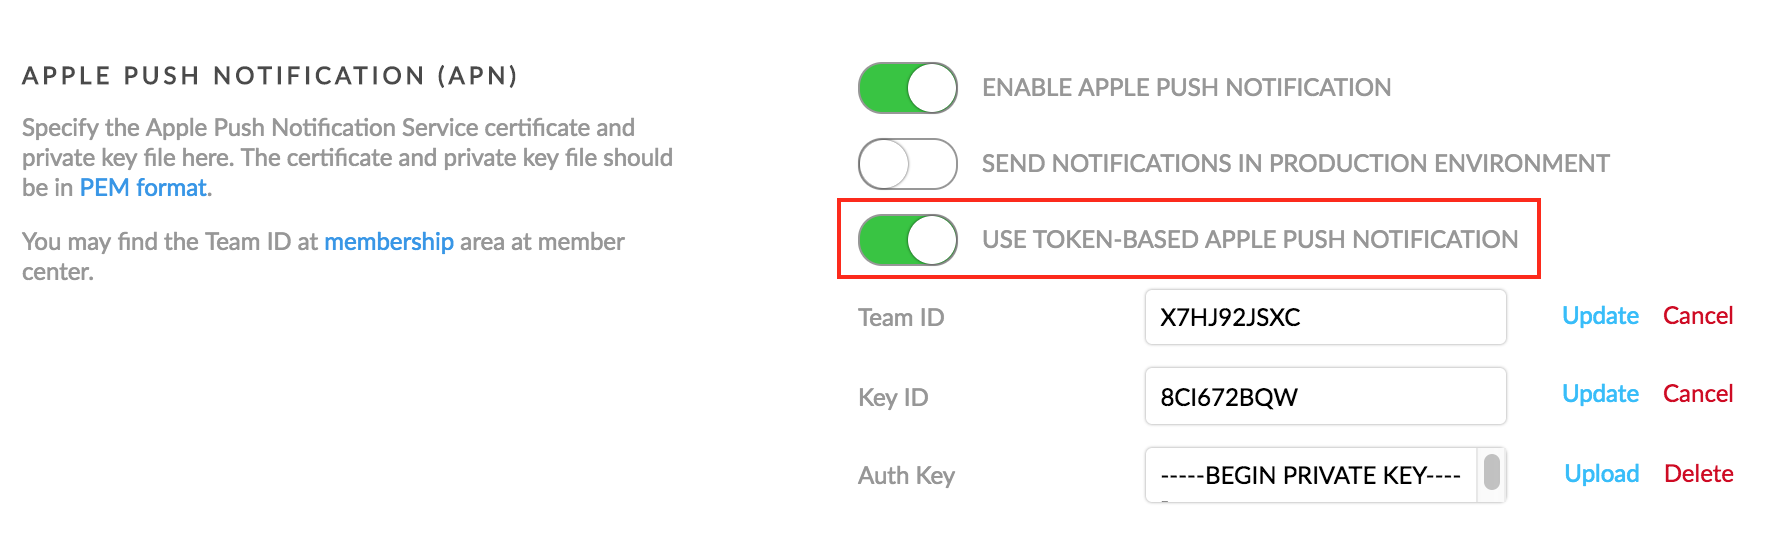 APPLE PUSH NOTIFICATION (APN)
Specify the Apple Push Notification Service certificate and
private key file here. The certificate and private key file should
be in PEM format.
You may find the Team ID at membership area at member
center.
ENABLE APPLE PUSH NOTIFICATION
SEND NOTIFICATIONS IN PRODUCTION ENVIRONMENT
USE TOKEN-BASED APPLE PUSH NOTIFICATION
Team ID X7HJ92JSXC Update Cancel
Key ID 8CI672BQW Update Cancel
Auth Key -----BEGIN PRIVATE KEY---- Upload Delete
-